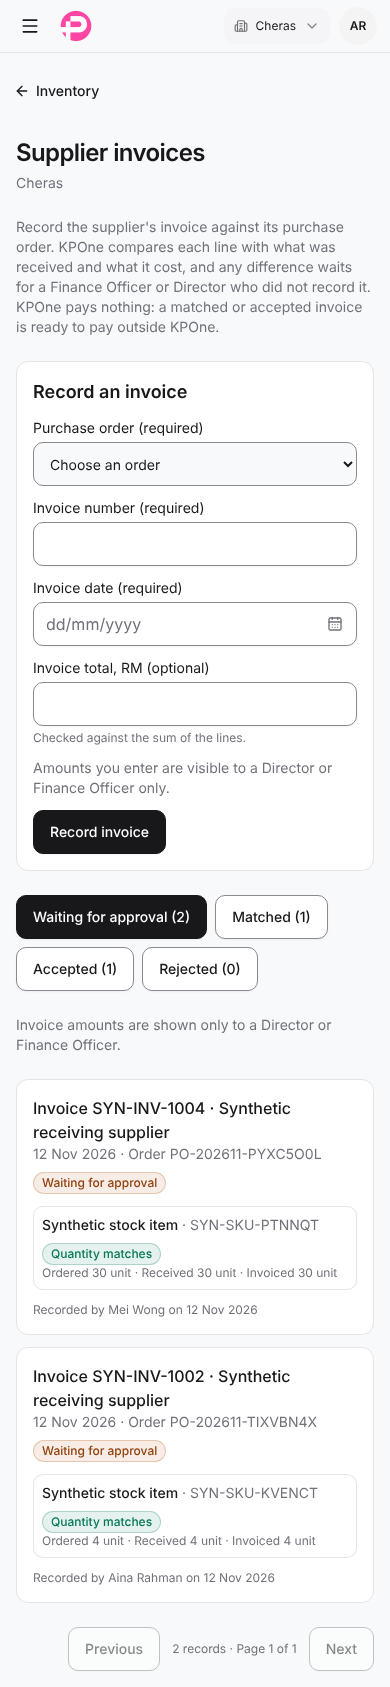 Cheras
AR
Inventory
Supplier invoices
Cheras
Record the supplier's invoice against its purchase
order. KPOne compares each line with what was
received and what it cost, and any difference waits
for a Finance Officer or Director who did not record it.
KPOne pays nothing: a matched or accepted invoice
is ready to pay outside KPOne.
Record an invoice
Purchase order (required)
Choose an order
Invoice number (required)
Invoice date (required)
dd/mm/yyyy
Invoice total, RM (optional)
Checked against the sum of the lines.
Amounts you enter are visible to a Director or
Finance Officer only.
Record invoice
Waiting for approval (2)
Matched (1)
Accepted (1)
Rejected (0)
Invoice amounts are shown only to a Director or
Finance Officer.
Invoice SYN-INV-1004 · Synthetic
receiving supplier
12 Nov 2026 · Order PO-202611-PYXC5O0L
Waiting for approval
Synthetic stock item · SYN-SKU-PTNNQT
Quantity matches
Ordered 30 unit · Received 30 unit · Invoiced 30 unit
Recorded by Mei Wong on 12 Nov 2026
Invoice SYN-INV-1002 · Synthetic
receiving supplier
12 Nov 2026 · Order PO-202611-TIXVBN4X
Waiting for approval
Synthetic stock item · SYN-SKU-KVENCT
Quantity matches
Ordered 4 unit · Received 4 unit · Invoiced 4 unit
Recorded by Aina Rahman on 12 Nov 2026
Previous
2 records · Page 1 of 1
Next